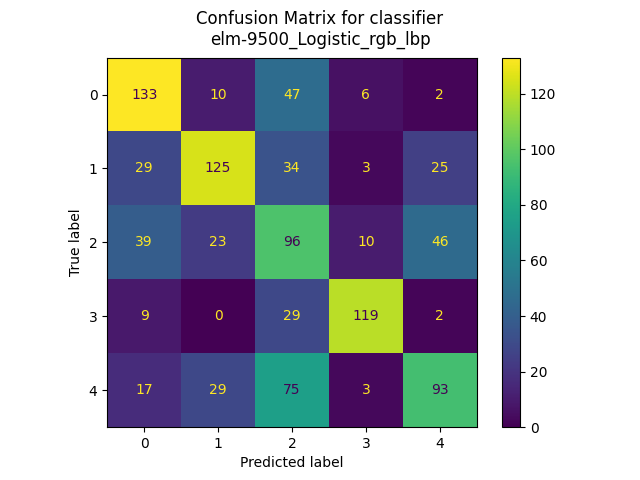 Confusion Matrix for classifier
elm-9500_Logistic_rgb_lbp
True label
0 133 10 47 6 2
1 29 125 34 3 25
2 39 23 96 10 46
3 9 0 29 119 2
4 17 29 75 3 93
0 1 2 3 4
Predicted label
120
100
80
60
40
20
0